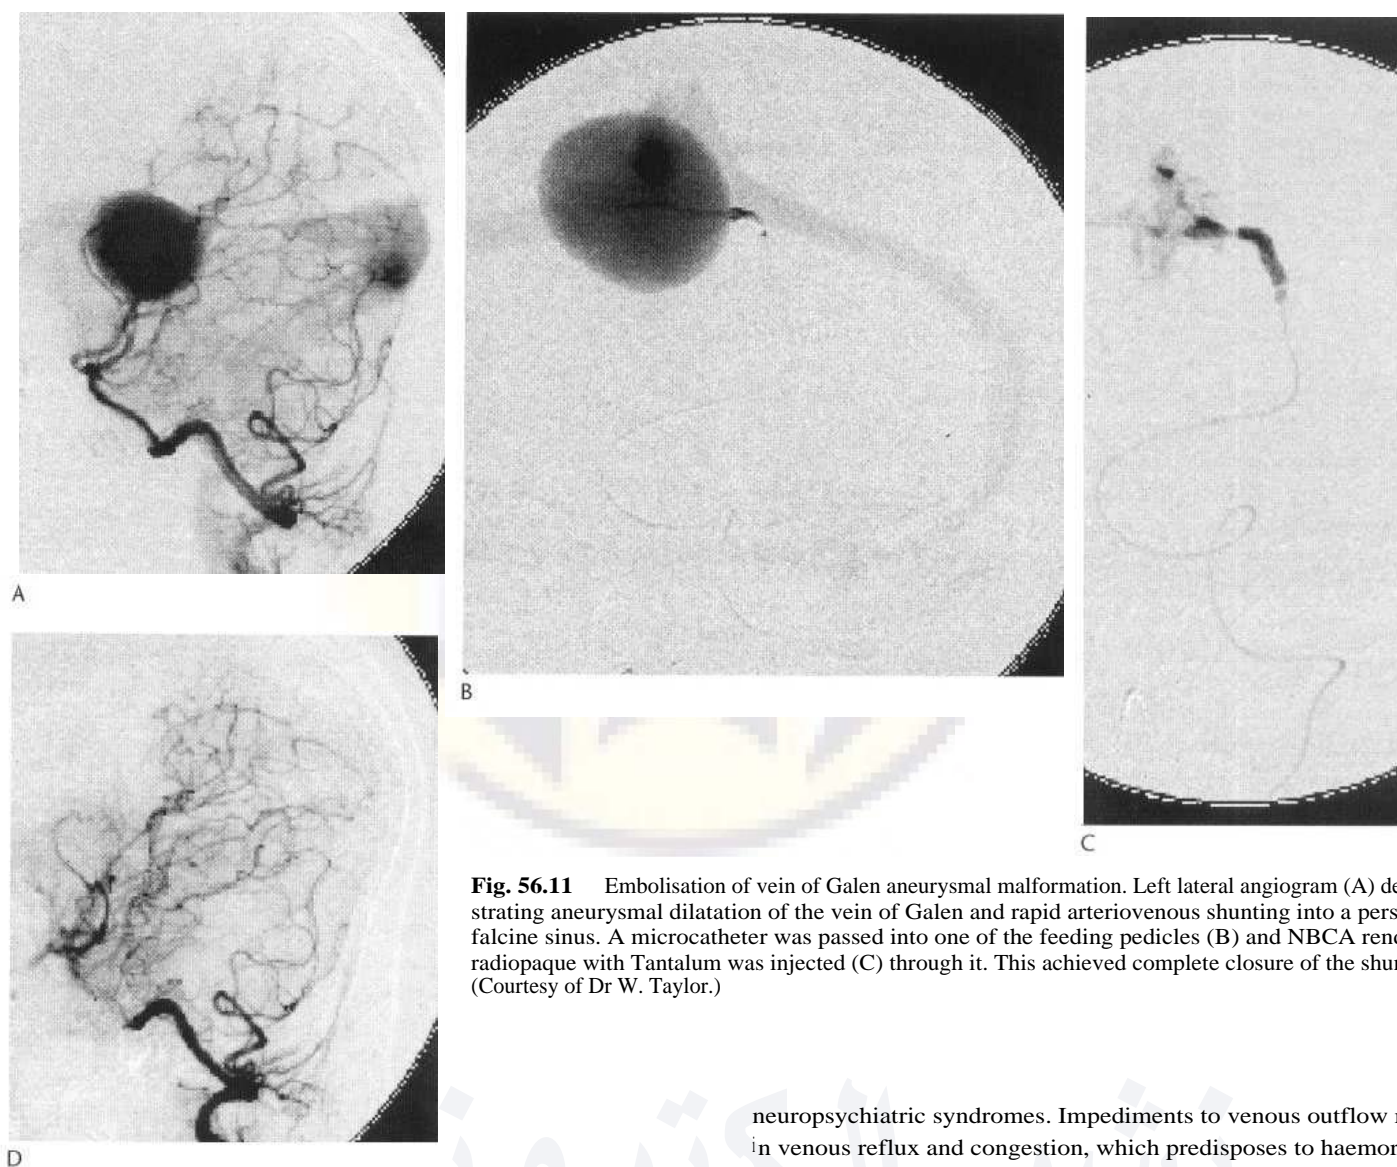 A
B
C
D
Fig. 56.11 Embolisation of vein of Galen aneurysmal malformation. Left lateral angiogram (A) de
strating aneurysmal dilatation of the vein of Galen and rapid arteriovenous shunting into a pers
falcine sinus. A microcatheter was passed into one of the feeding pedicles (B) and NBCA rend
radiopaque with Tantalum was injected (C) through it. This achieved complete closure of the shu
(Courtesy of Dr W. Taylor.)
neuropsychiatric syndromes. Impediments to venous outflow
in venous reflux and congestion, which predisposes to haemor